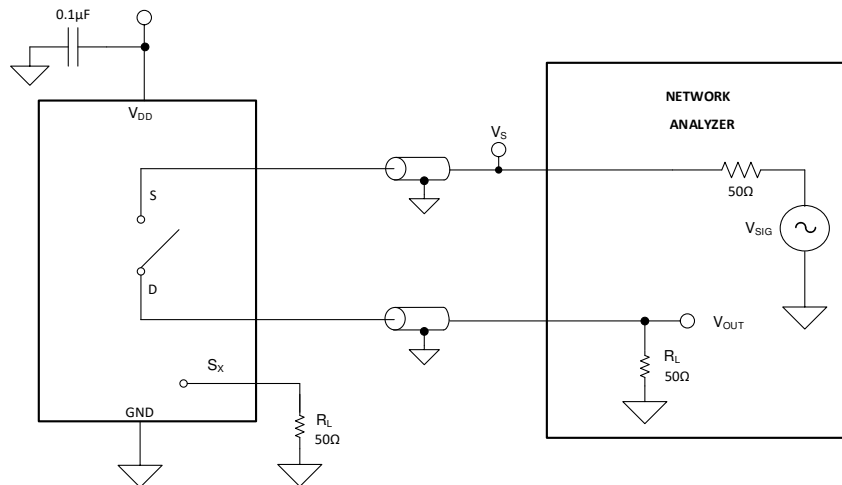 0.1µF
V_DD
NETWORK
ANALYZER
V_S
S
50Ω
V_SIG
D
V_OUT
S_X
R_L
50Ω
GND
R_L
50Ω